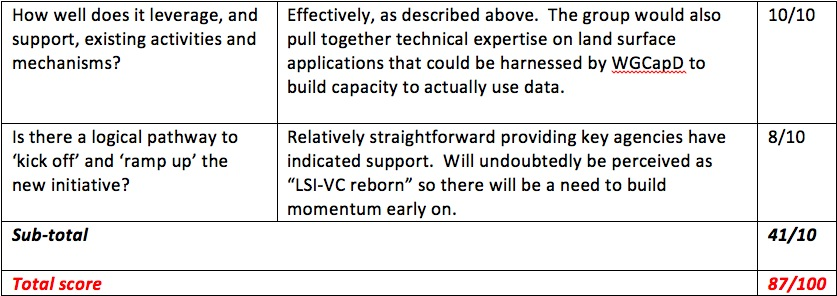 How well does it leverage, and
support, existing activities and
mechanisms?
Effectively, as described above.  The group would also
pull together technical expertise on land surface
applications that could be harnessed by WGCapD to
build capacity to actually use data.
10/10
Is there a logical pathway to
‘kick off’ and ‘ramp up’ the
new initiative?
Relatively straightforward providing key agencies have
indicated support.  Will undoubtedly be perceived as
“LSI-VC reborn” so there will be a need to build
momentum early on.
8/10
Sub-total
41/10
Total score
87/100